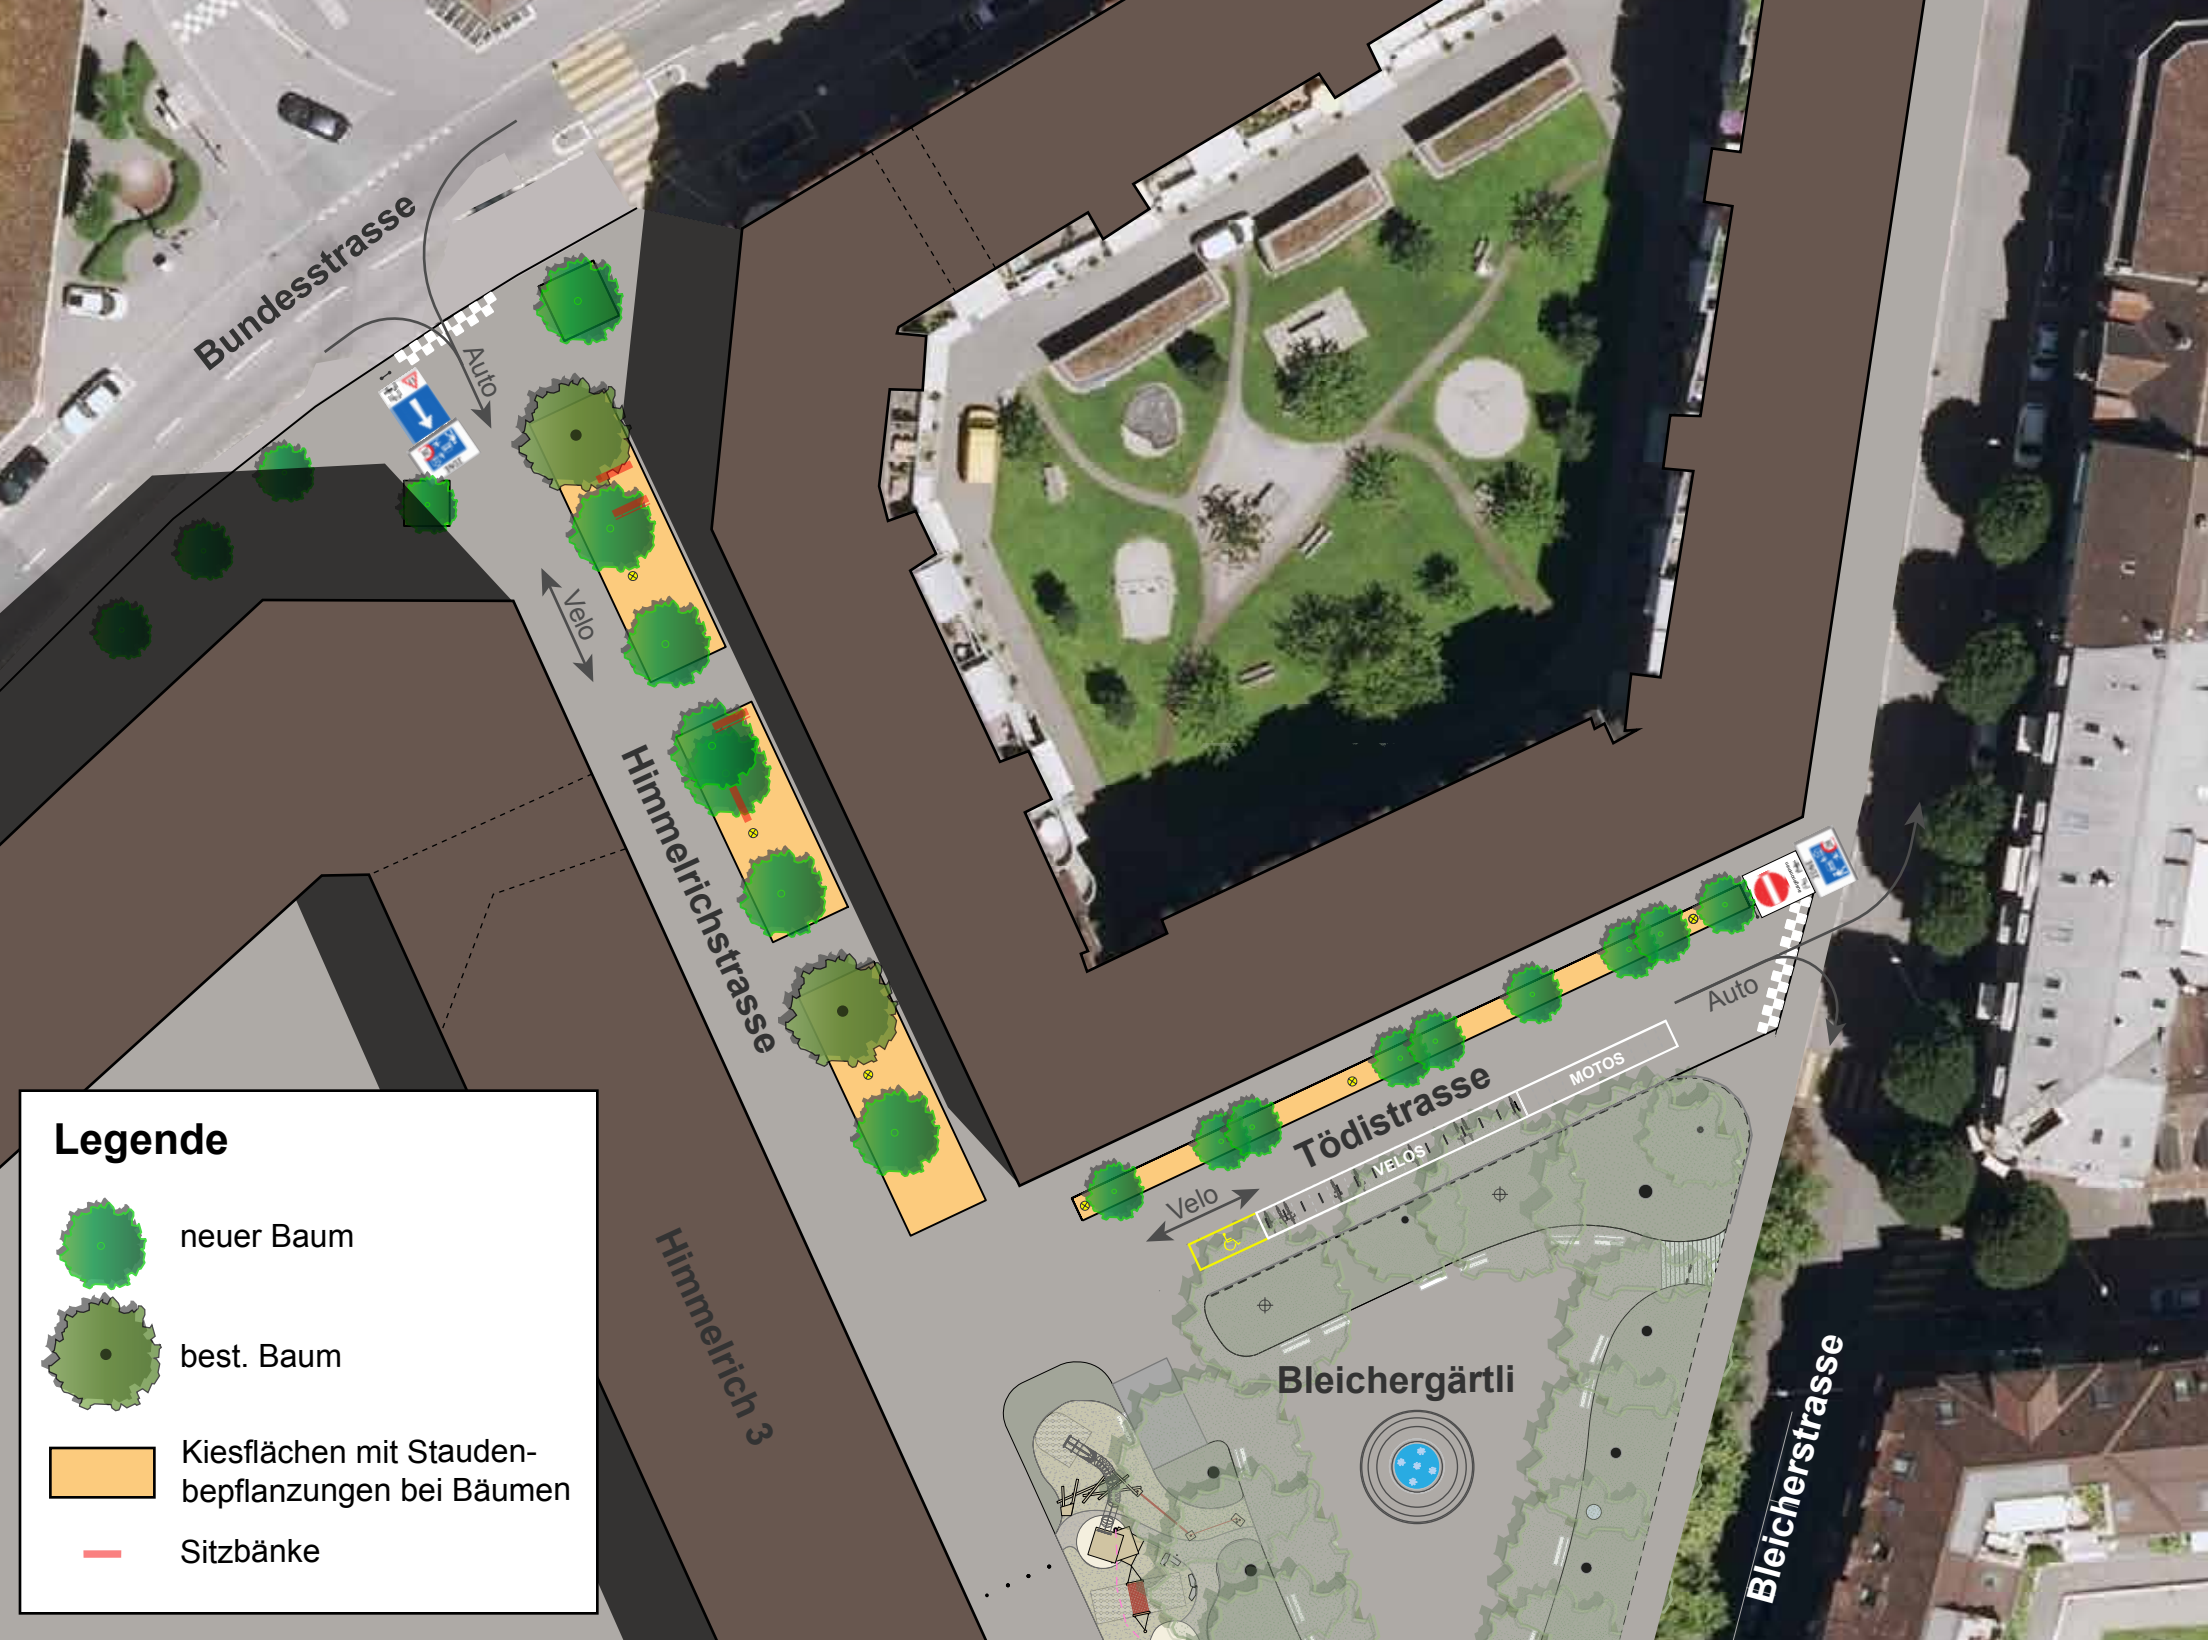 Bundesstrasse
Auto
Velo
Himmelrichstrasse
Auto
MOTOS
Tödistrasse
VELOS
Velo
Himmelrich 3
Bleichergärtli
Bleicherstrasse
Legende
neuer Baum
best. Baum
Kiesflächen mit Stauden-
bepflanzungen bei Bäumen
Sitzbänke